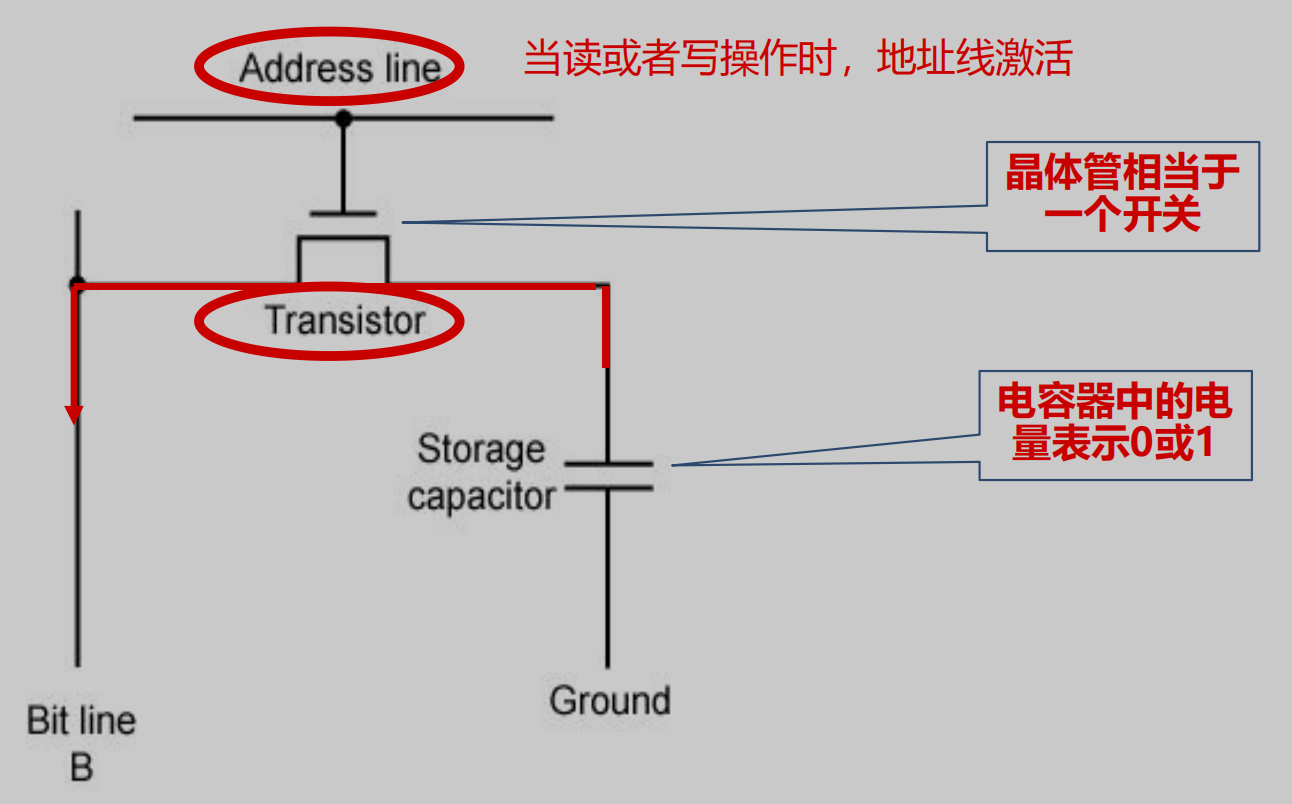 Address line
当读或者写操作时，地址线激活
晶体管相当于
一个开关
Transistor
电容器中的电
量表示0或1
Storage
capacitor
Ground
Bit line
B